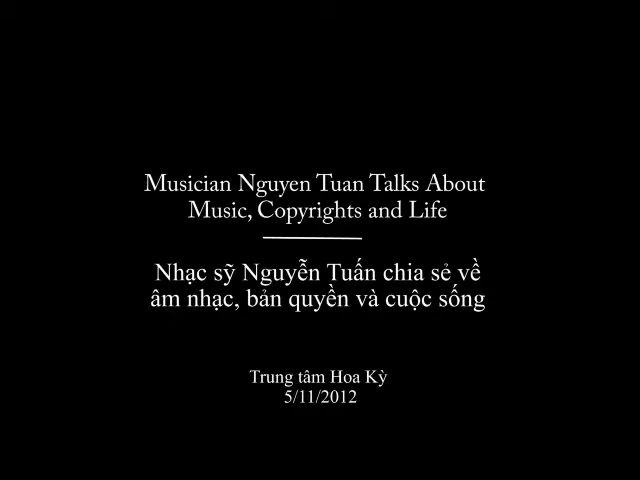 Musician Nguyen Tuan Talks About
Music, Copyrights and Life
Nhạc sỹ Nguyễn Tuấn chia sẻ về
âm nhạc, bản quyền và cuộc sống
Trung tâm Hoa Kỳ
5/11/2012